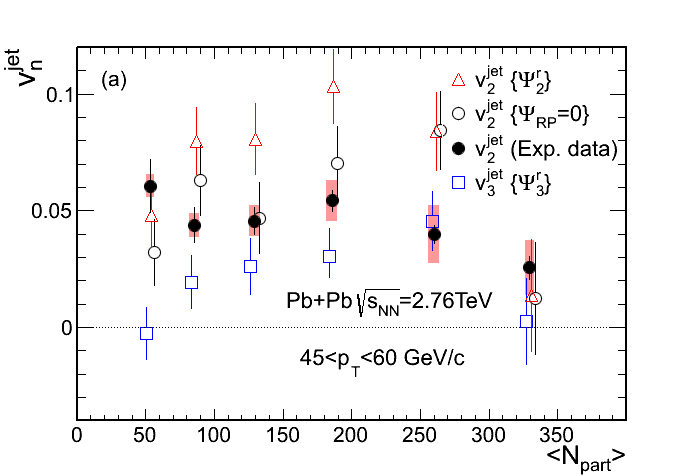 v_n^jet
(a)
v_2^jet {Ψ_2^r}
v_2^jet {Ψ_RP=0}
v_2^jet (Exp. data)
v_3^jet {Ψ_3^r}
0.1
0.05
0
Pb+Pb √s_NN=2.76TeV
45<p_T<60 GeV/c
0 50 100 150 200 250 300 350
<N_part>